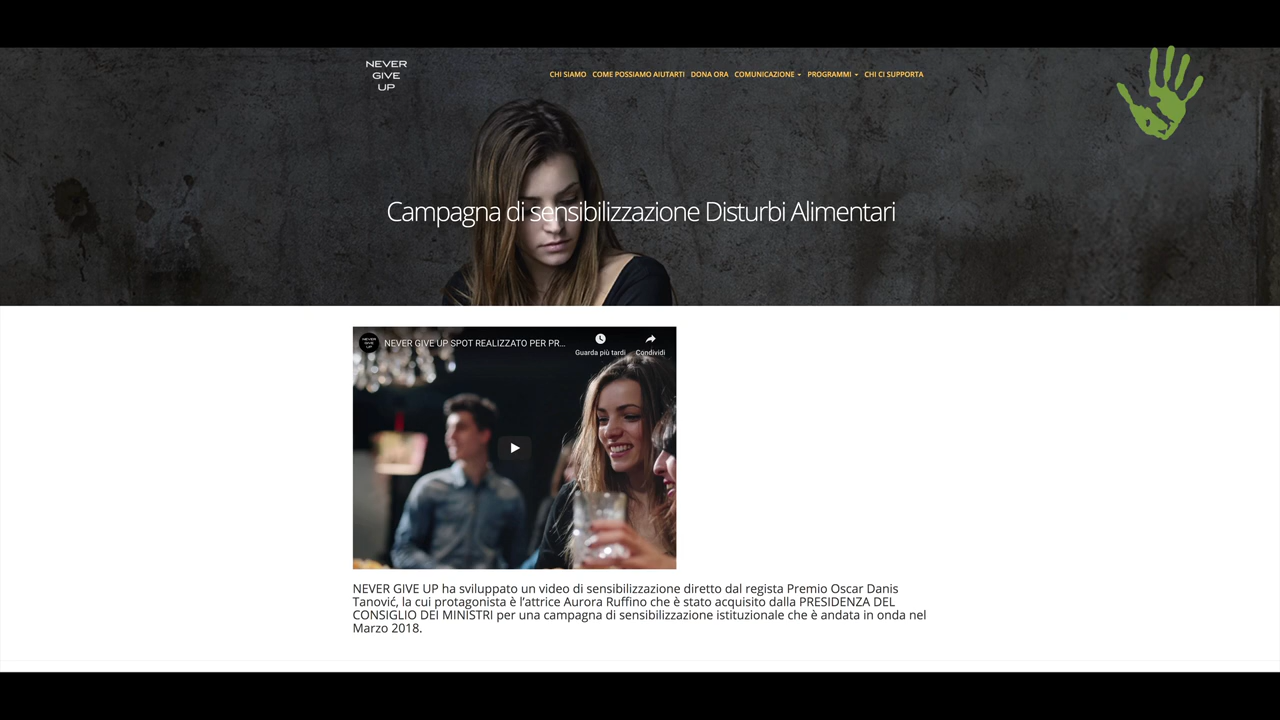 NEVER
GIVE
UP
CHI SIAMO COME POSSIAMO AIUTARTI DONA ORA COMUNICAZIONE PROGRAMMI CHI CI SUPPORTA
Campagna di sensibilizzazione Disturbi Alimentari
NEVER GIVE UP
NEVER GIVE UP SPOT REALIZZATO PER PR...
Guarda più tardi
Condividi
NEVER GIVE UP ha sviluppato un video di sensibilizzazione diretto dal regista Premio Oscar Danis
Tanović, la cui protagonista è l'attrice Aurora Ruffino che è stato acquisito dalla PRESIDENZA DEL
CONSIGLIO DEI MINISTRI per una campagna di sensibilizzazione istituzionale che è andata in onda nel
Marzo 2018.